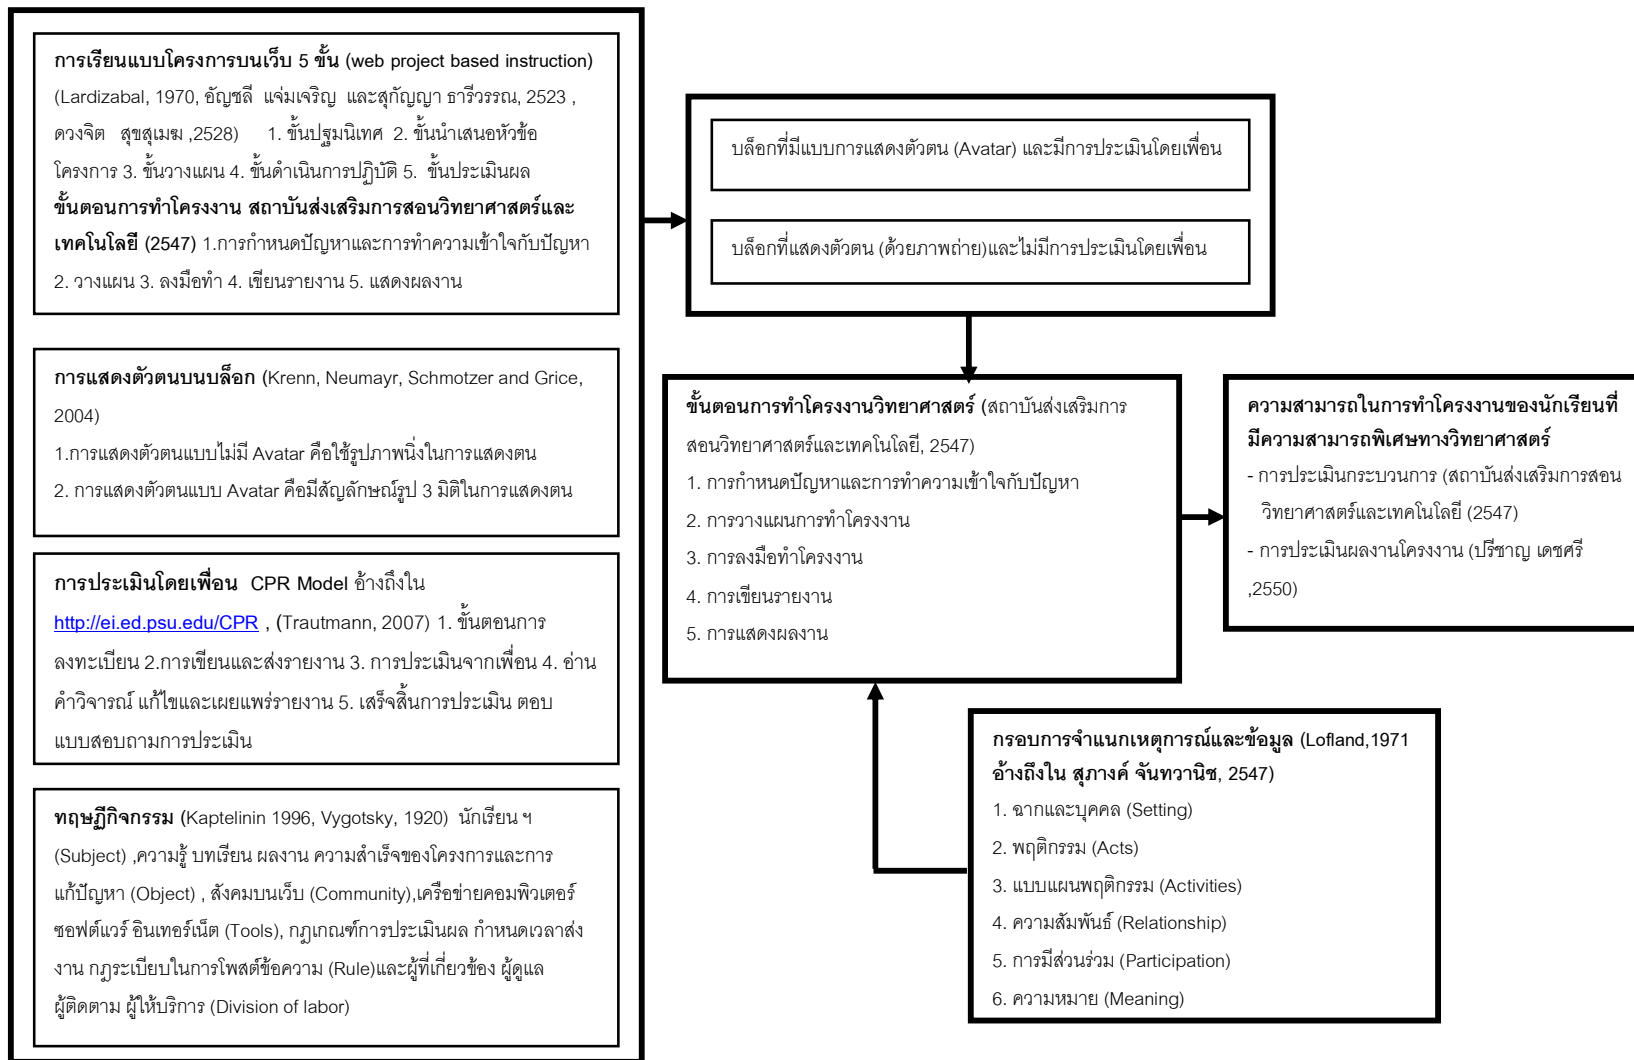 การเรียนแบบโครงการบนเว็บ 5 ขั้น (web project based instruction)
(Lardizabal, 1970, อัญชลี แจ่มเจริญ และสุกัญญา ธารีวรรณ, 2523 ,
ดวงจิต สุขสุเมฆ ,2528) 1. ขั้นปฐมนิเทศ 2. ขั้นนำเสนอหัวข้อ
โครงการ 3. ขั้นวางแผน 4. ขั้นดำเนินการปฏิบัติ 5. ขั้นประเมินผล
ขั้นตอนการทำโครงงาน สถาบันส่งเสริมการสอนวิทยาศาสตร์และ
เทคโนโลยี (2547) 1.การกำหนดปัญหาและการทำความเข้าใจกับปัญหา
2. วางแผน 3. ลงมือทำ 4. เขียนรายงาน 5. แสดงผลงาน
การแสดงตัวตนบนบล็อก (Krenn, Neumayr, Schmotzer and Grice,
2004)
1.การแสดงตัวตนแบบไม่มี Avatar คือใช้รูปภาพนิ่งในการแสดงตน
2. การแสดงตัวตนแบบ Avatar คือมีสัญลักษณ์รูป 3 มิติในการแสดงตน
การประเมินโดยเพื่อน CPR Model อ้างถึงใน
http://ei.ed.psu.edu/CPR , (Trautmann, 2007) 1. ขั้นตอนการ
ลงทะเบียน 2.การเขียนและส่งรายงาน 3. การประเมินจากเพื่อน 4. อ่าน
คำวิจารณ์ แก้ไขและเผยแพร่รายงาน 5. เสร็จสิ้นการประเมิน ตอบ
แบบสอบถามการประเมิน
ทฤษฎีกิจกรรม (Kaptelinin 1996, Vygotsky, 1920) นักเรียน ฯ
(Subject) ,ความรู้ บทเรียน ผลงาน ความสำเร็จของโครงการและการ
แก้ปัญหา (Object) , สังคมบนเว็บ (Community),เครือข่ายคอมพิวเตอร์
ซอฟต์แวร์ อินเทอร์เน็ต (Tools), กฎเกณฑ์การประเมินผล กำหนดเวลาส่ง
งาน กฎระเบียบในการโพสต์ข้อความ (Rule)และผู้ที่เกี่ยวข้อง ผู้ดูแล
ผู้ติดตาม ผู้ให้บริการ (Division of labor)
บล็อกที่มีแบบการแสดงตัวตน (Avatar) และมีการประเมินโดยเพื่อน
บล็อกที่แสดงตัวตน (ด้วยภาพถ่าย)และไม่มีการประเมินโดยเพื่อน
ขั้นตอนการทำโครงงานวิทยาศาสตร์ (สถาบันส่งเสริมการ
สอนวิทยาศาสตร์และเทคโนโลยี, 2547)
1. การกำหนดปัญหาและการทำความเข้าใจกับปัญหา
2. การวางแผนการทำโครงงาน
3. การลงมือทำโครงงาน
4. การเขียนรายงาน
5. การแสดงผลงาน
ความสามารถในการทำโครงงานของนักเรียนที่
มีความสามารถพิเศษทางวิทยาศาสตร์
- การประเมินกระบวนการ (สถาบันส่งเสริมการสอน
วิทยาศาสตร์และเทคโนโลยี (2547)
- การประเมินผลงานโครงงาน (ปรีชาญ เดชศรี
,2550)
กรอบการจำแนกเหตุการณ์และข้อมูล (Lofland,1971
อ้างถึงใน สุภางค์ จันทวานิช, 2547)
1. ฉากและบุคคล (Setting)
2. พฤติกรรม (Acts)
3. แบบแผนพฤติกรรม (Activities)
4. ความสัมพันธ์ (Relationship)
5. การมีส่วนร่วม (Participation)
6. ความหมาย (Meaning)